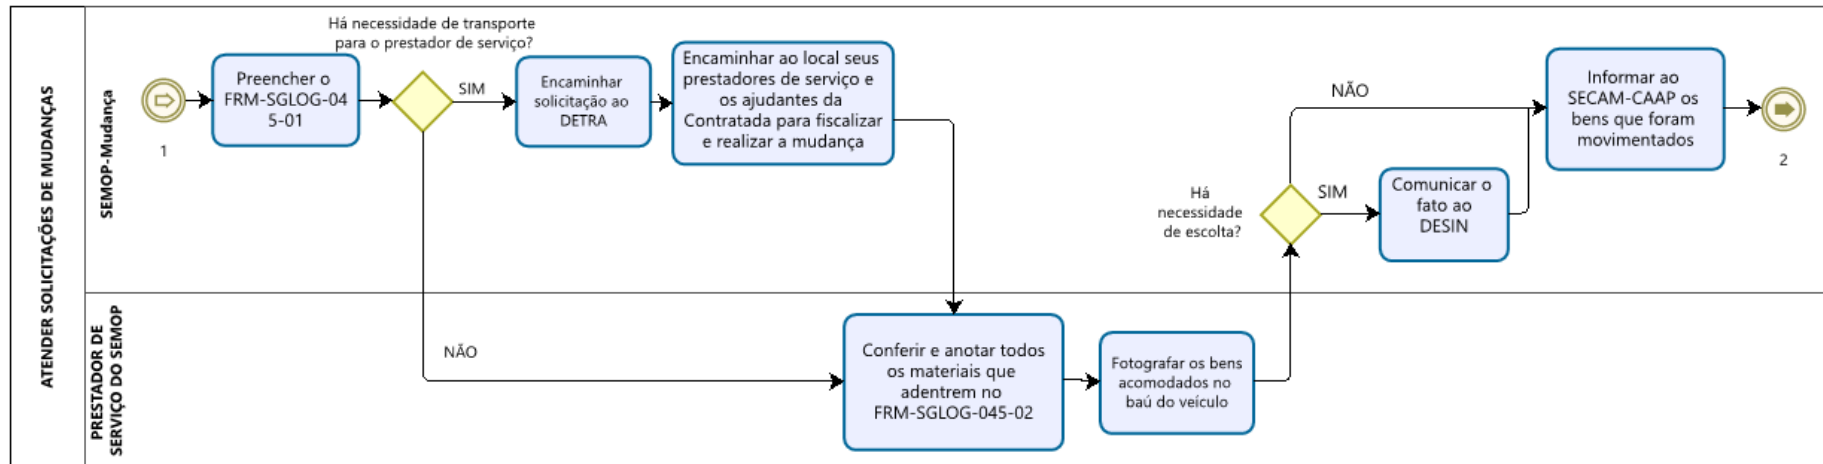 ATENDER SOLICITAÇÕES DE MUDANÇAS
SEMOP-Mudança
1
Preencher o
FRM-SGLOG-04
5-01
Há necessidade de transporte
para o prestador de serviço?
SIM
NÃO
Encaminhar
solicitação ao
DETRA
Encaminhar ao local seus
prestadores de serviço e
os ajudantes da
Contratada para fiscalizar
e realizar a mudança
Há
necessidade
de escolta?
NÃO
SIM
Comunicar o
fato ao
DESIN
Informar ao
SECAM-CAAP os
bens que foram
movimentados
2
PRESTADOR DE
SERVIÇO DO SEMOP
Conferir e anotar todos
os materiais que
adentrem no
FRM-SGLOG-045-02
Fotografar os bens
acomodados no
baú do veículo